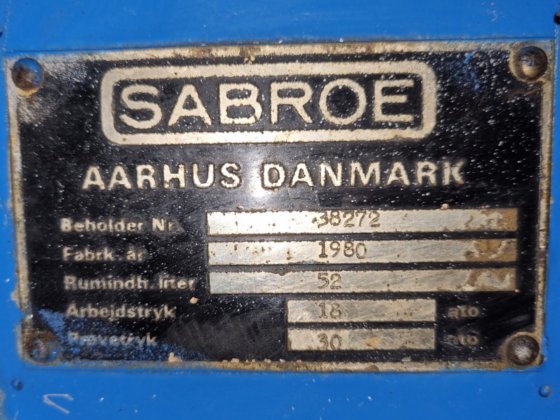 SABROE
AARHUS DANMARK
Beholder Nr. 38272
Fabrk. år 1980
Rumindh. liter 52
Arbejdstryk 18 ato
Prøvetryk 30 ato